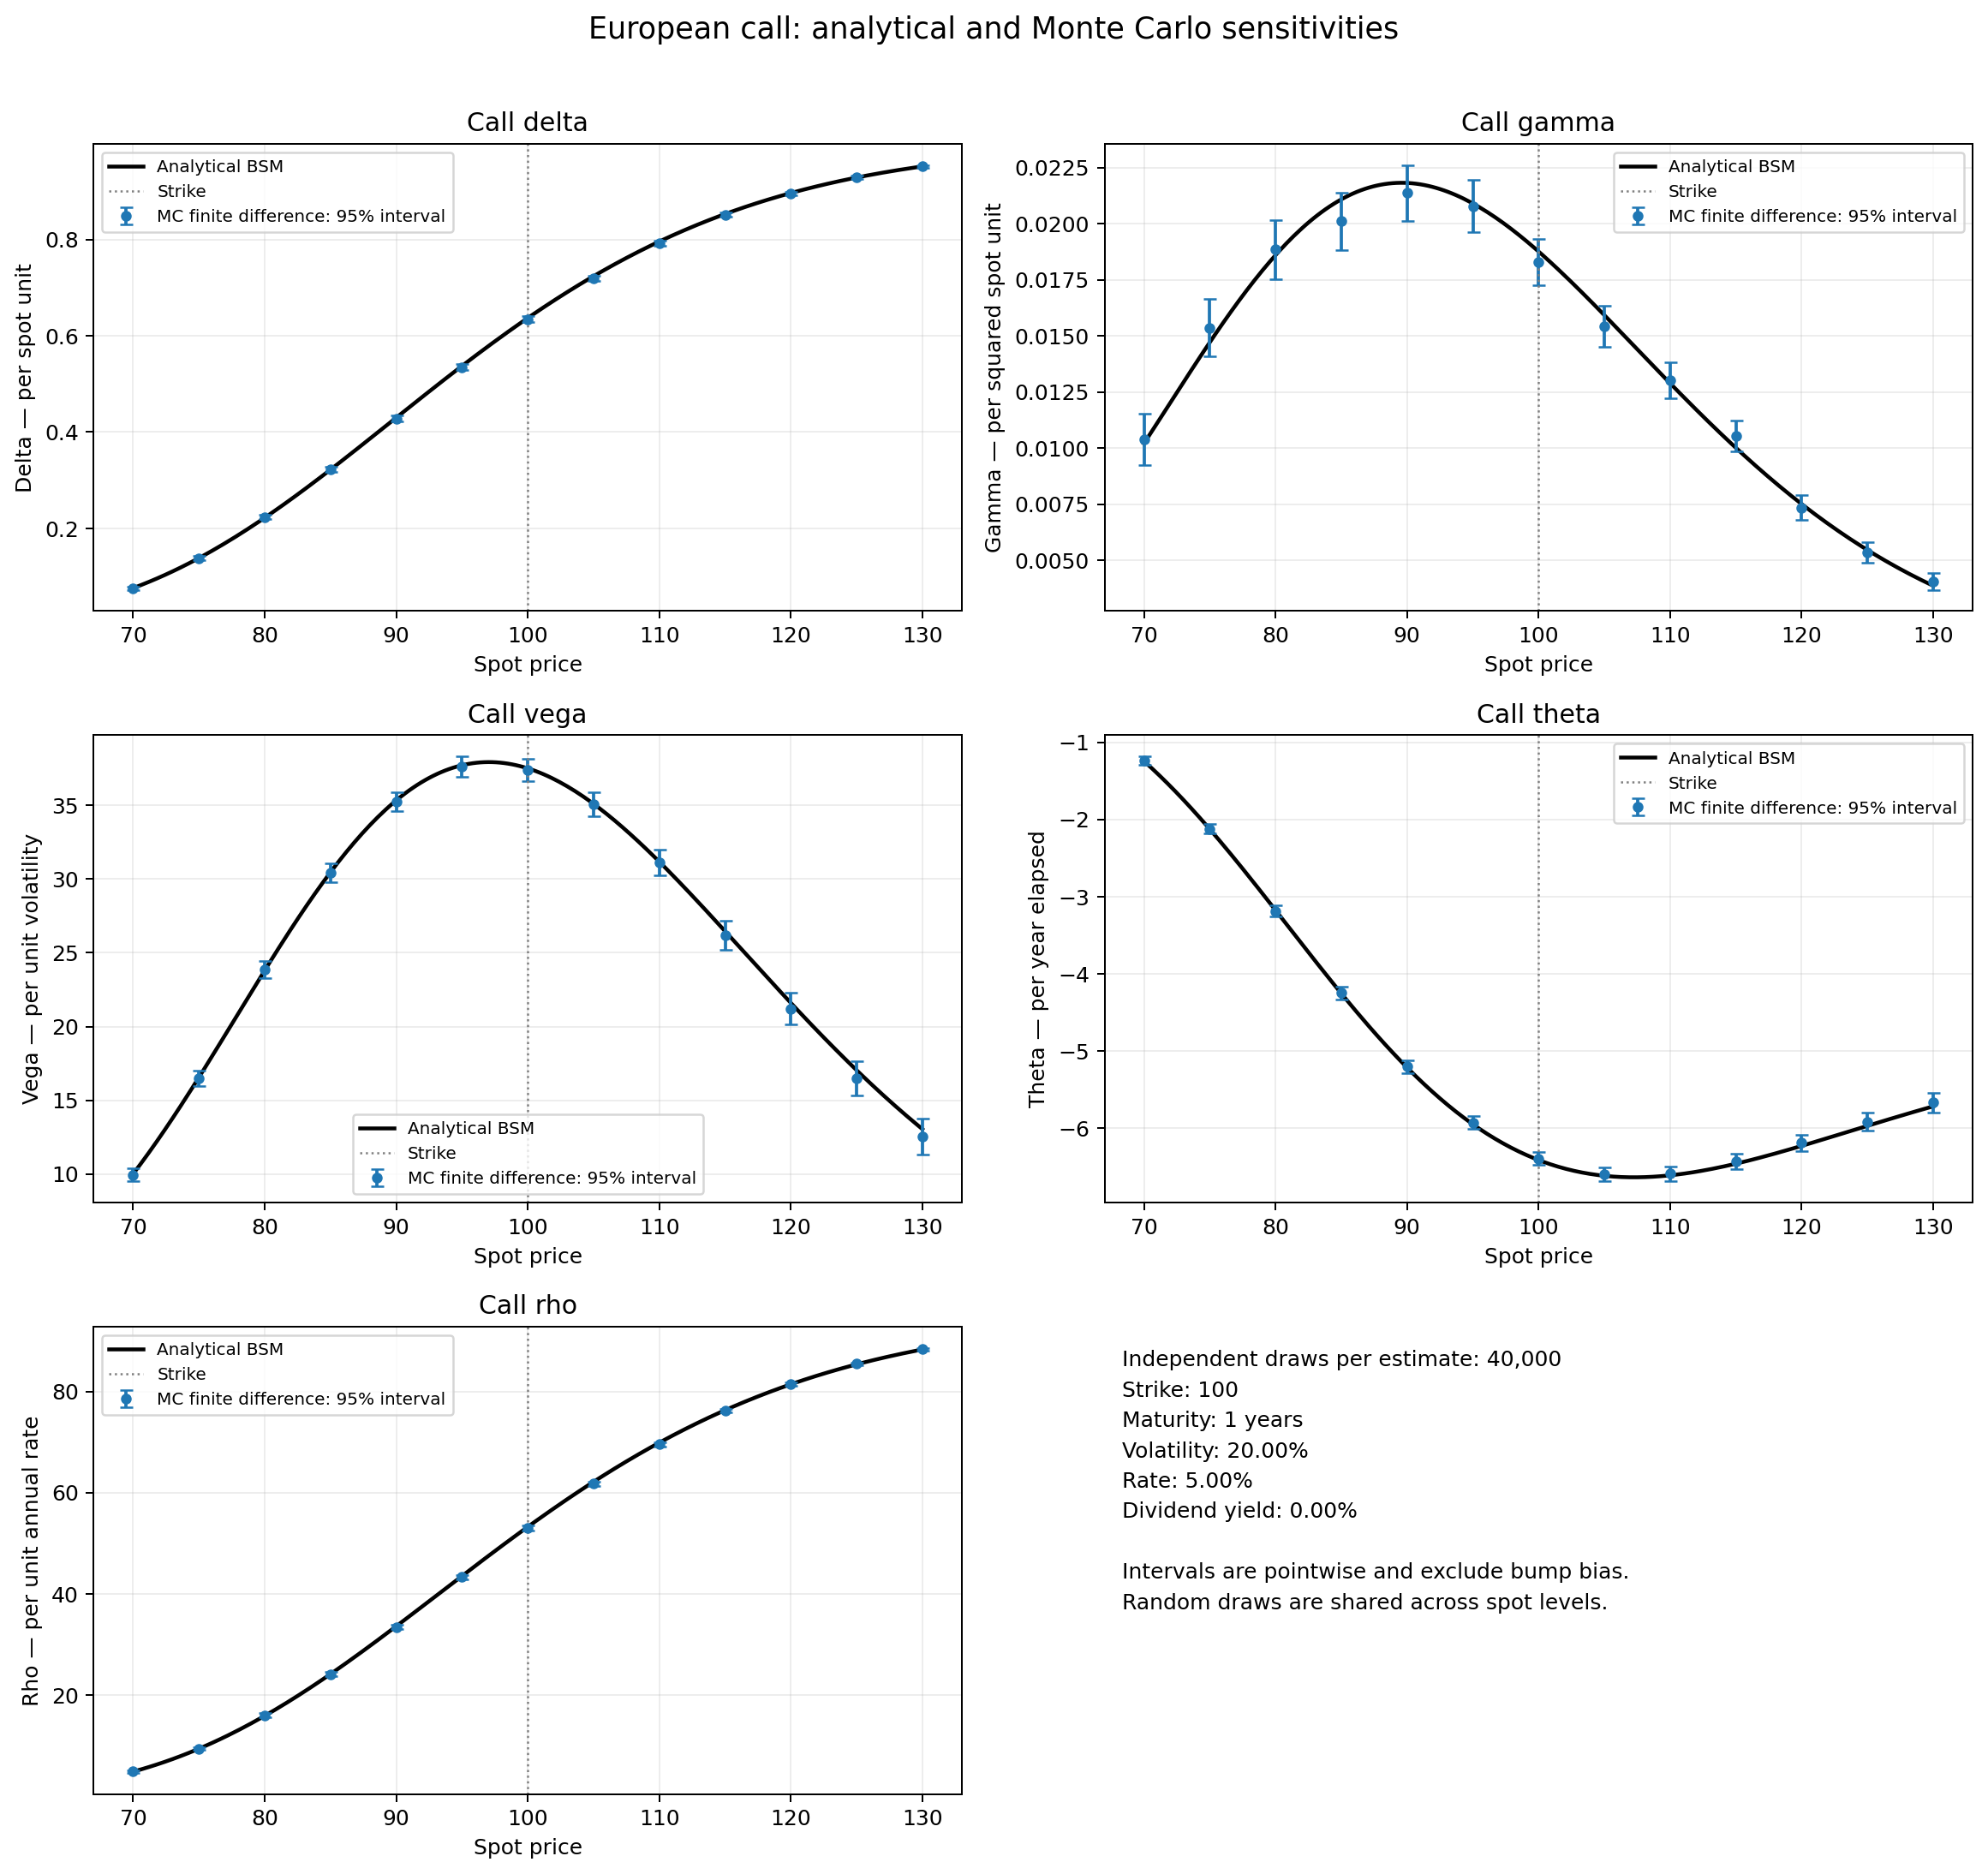 European call: analytical and Monte Carlo sensitivities
Call delta
Delta — per spot unit
0.8
0.6
0.4
0.2
Analytical BSM
Strike
MC finite difference: 95% interval
70 80 90 100 110 120 130
Spot price
Call gamma
Gamma — per squared spot unit
0.0225
0.0200
0.0175
0.0150
0.0125
0.0100
0.0075
0.0050
Analytical BSM
Strike
MC finite difference: 95% interval
70 80 90 100 110 120 130
Spot price
Call vega
Vega — per unit volatility
35
30
25
20
15
10
Analytical BSM
Strike
MC finite difference: 95% interval
70 80 90 100 110 120 130
Spot price
Call theta
Theta — per year elapsed
−1
−2
−3
−4
−5
−6
Analytical BSM
Strike
MC finite difference: 95% interval
70 80 90 100 110 120 130
Spot price
Call rho
Rho — per unit annual rate
80
60
40
20
Analytical BSM
Strike
MC finite difference: 95% interval
70 80 90 100 110 120 130
Spot price
Independent draws per estimate: 40,000
Strike: 100
Maturity: 1 years
Volatility: 20.00%
Rate: 5.00%
Dividend yield: 0.00%
Intervals are pointwise and exclude bump bias.
Random draws are shared across spot levels.